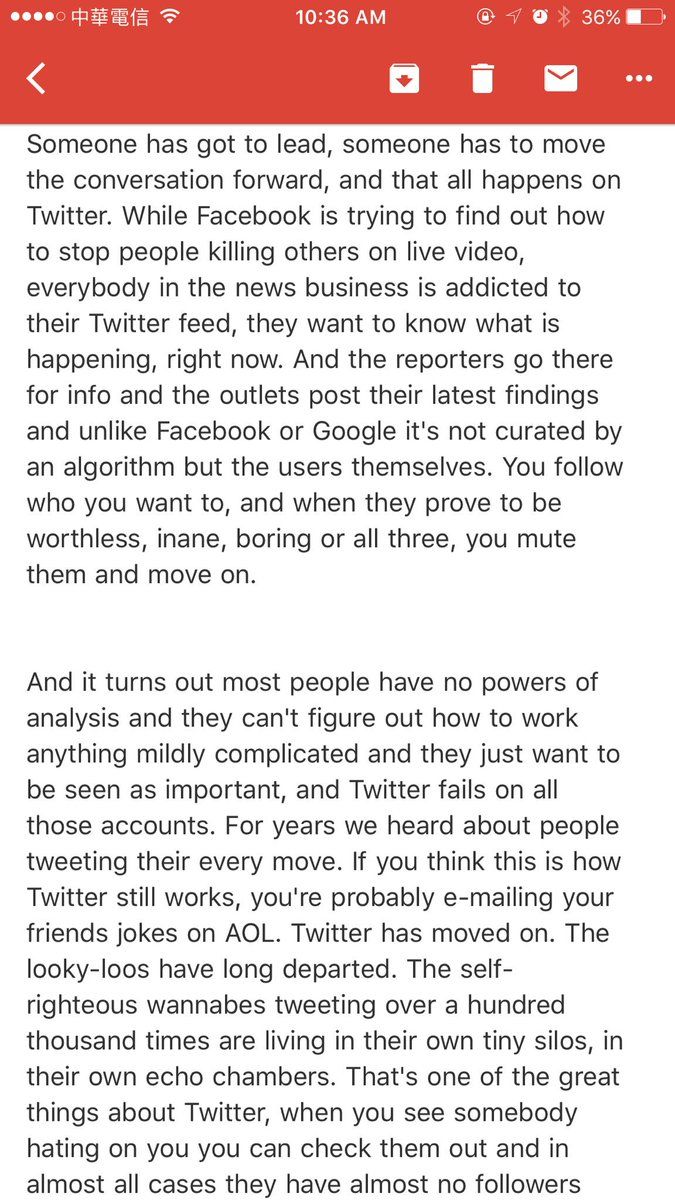 中華電信 10:36 AM 36%
Someone has got to lead, someone has to move
the conversation forward, and that all happens on
Twitter. While Facebook is trying to find out how
to stop people killing others on live video,
everybody in the news business is addicted to
their Twitter feed, they want to know what is
happening, right now. And the reporters go there
for info and the outlets post their latest findings
and unlike Facebook or Google it's not curated by
an algorithm but the users themselves. You follow
who you want to, and when they prove to be
worthless, inane, boring or all three, you mute
them and move on.
And it turns out most people have no powers of
analysis and they can't figure out how to work
anything mildly complicated and they just want to
be seen as important, and Twitter fails on all
those accounts. For years we heard about people
tweeting their every move. If you think this is how
Twitter still works, you're probably e-mailing your
friends jokes on AOL. Twitter has moved on. The
looky-loos have long departed. The self-
righteous wannabes tweeting over a hundred
thousand times are living in their own tiny silos, in
their own echo chambers. That's one of the great
things about Twitter, when you see somebody
hating on you you can check them out and in
almost all cases they have almost no followers